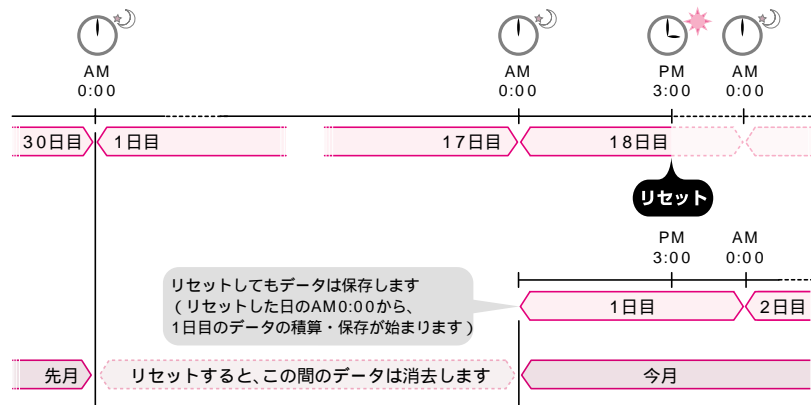 AM
0:00
AM
0:00
PM
3:00
AM
0:00
30日目
1日目
17日目
18日目
リセット
PM
3:00
AM
0:00
リセットしてもデータは保存します
（リセットした日のAM0:00から、
1日目のデータの積算・保存が始まります）
1日目
2日目
先月
リセットすると、この間のデータは消去します
今月